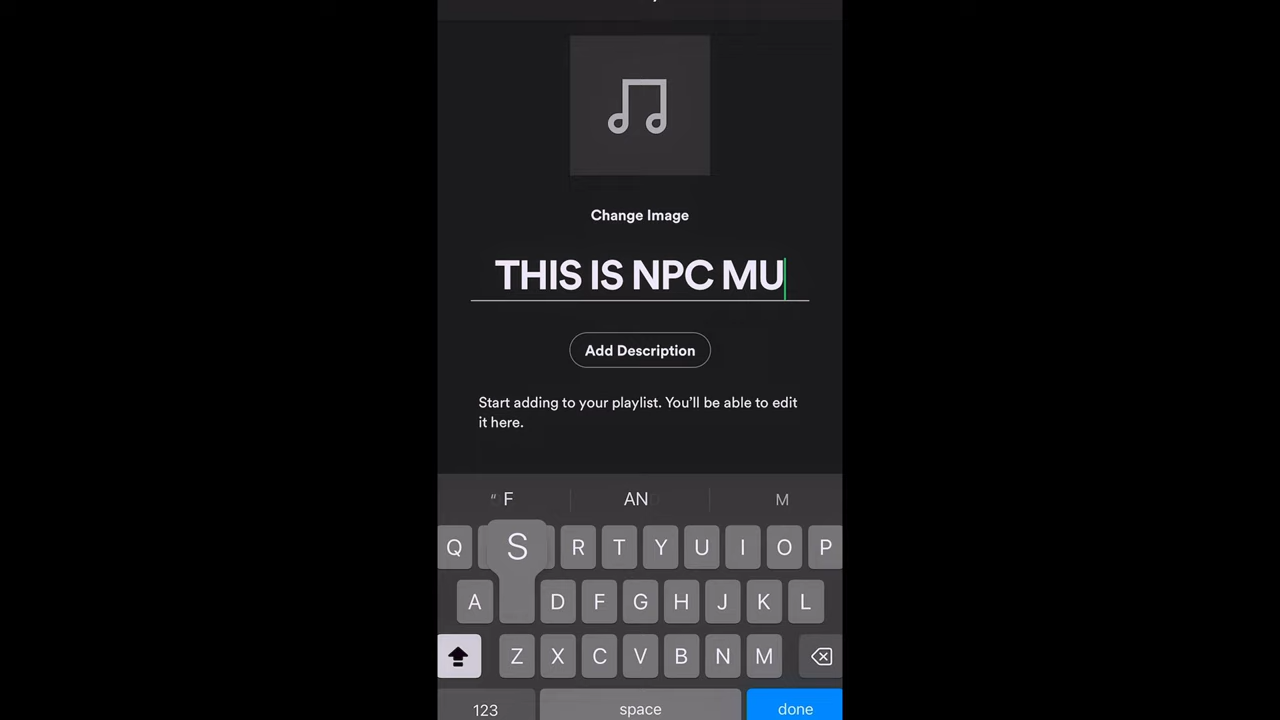 Change Image
THIS IS NPC MU
Add Description
Start adding to your playlist. You’ll be able to edit
it here.
“ F AN M
Q S R T Y U I O P
A D F G H J K L
Z X C V B N M
123 space done